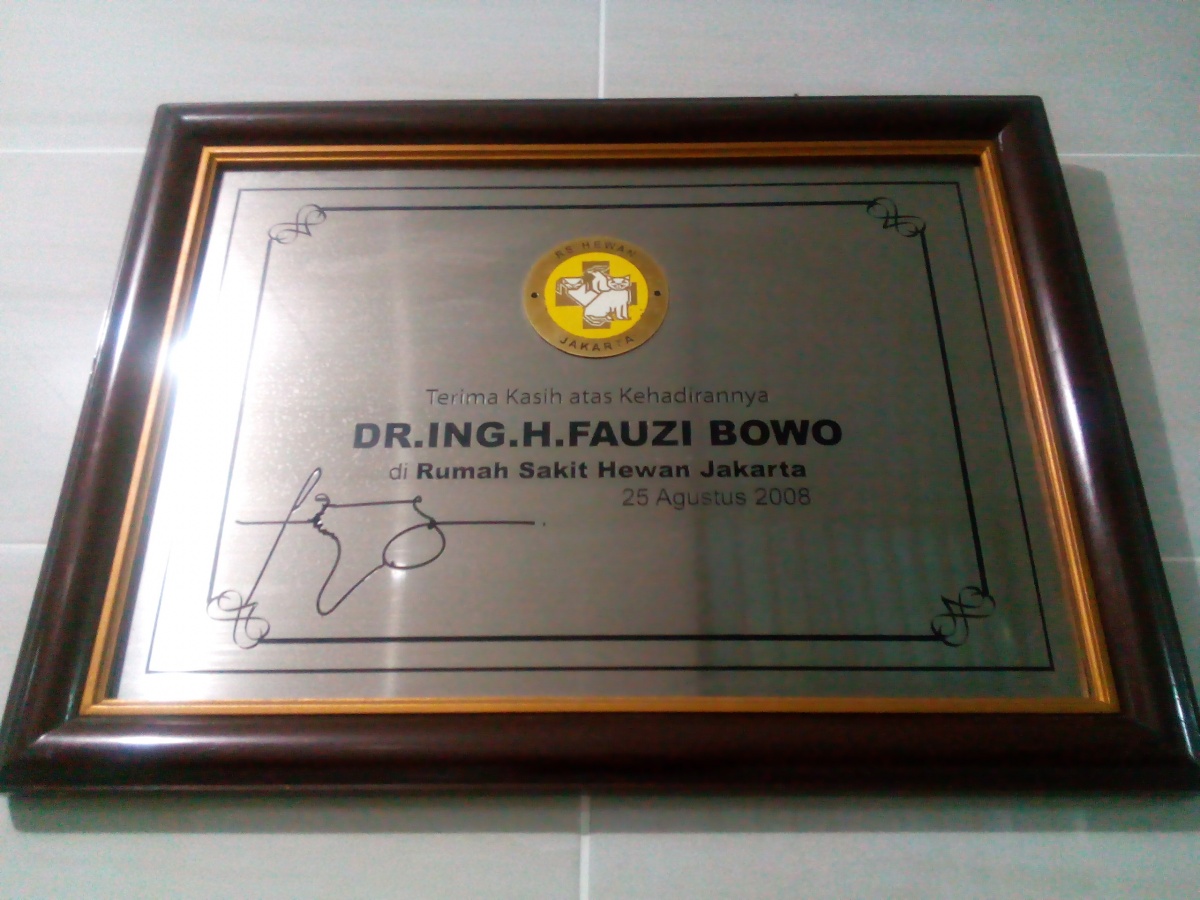 RS HEWAN
JAKARTA
Terima Kasih atas Kehadirannya
DR.ING.H.FAUZI BOWO
di Rumah Sakit Hewan Jakarta
25 Agustus 2008